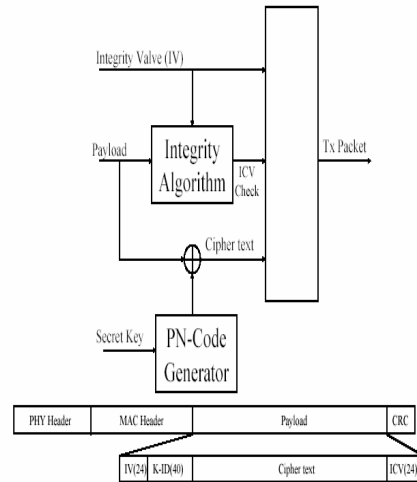 Integrity Valve (IV)
Payload
Integrity
Algorithm
ICV
Check
Tx Packet
Cipher text
Secret Key
PN-Code
Generator
PHY Header MAC Header Payload CRC
IV(24) K-ID(40) Cipher text ICV(24)